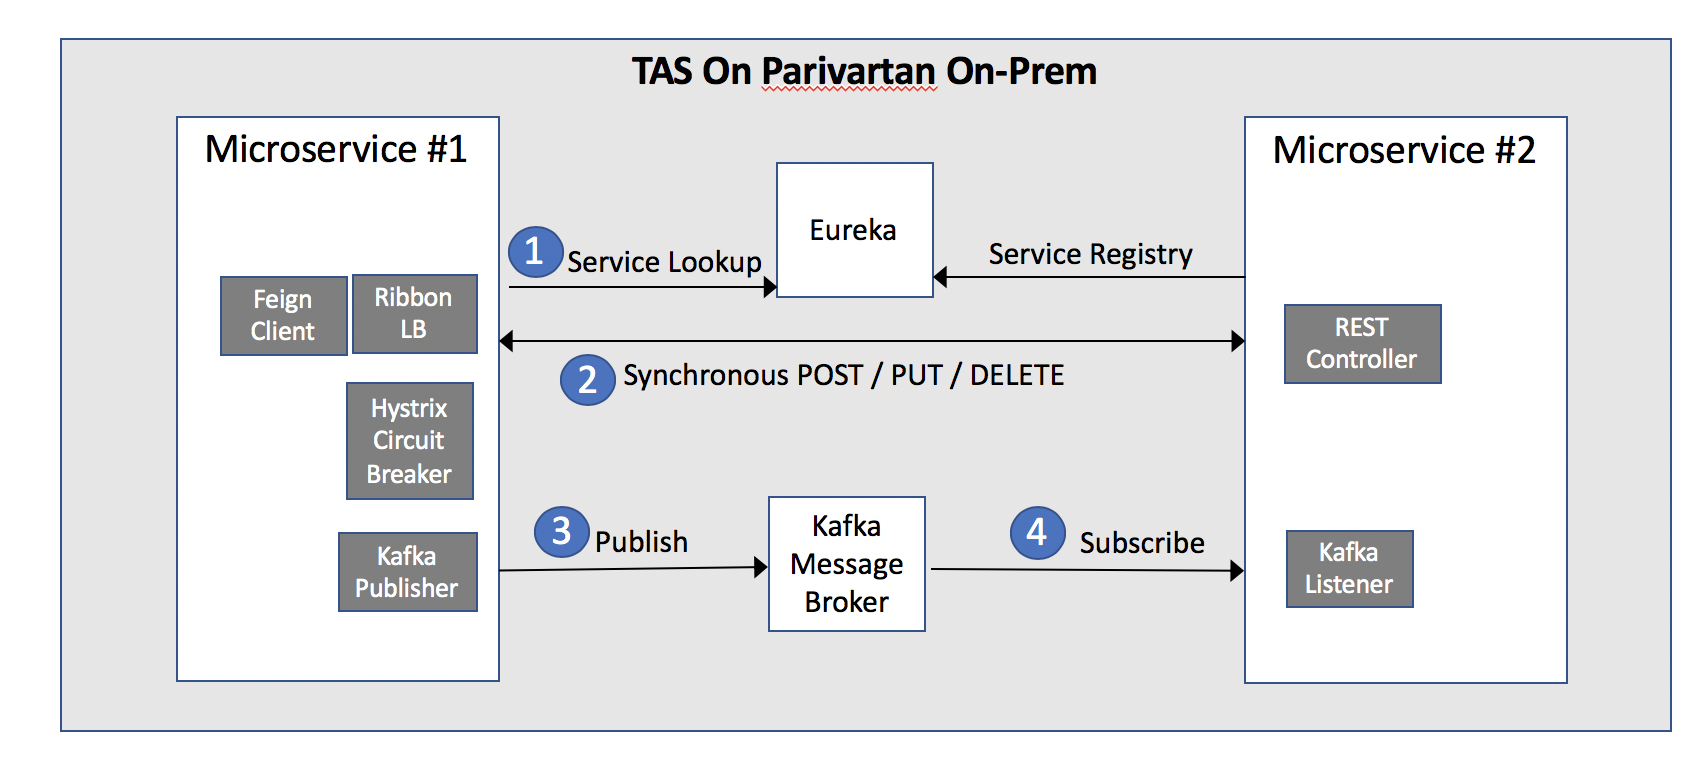 TAS On Parivartan On-Prem
Microservice #1
Microservice #2
Eureka
1
Service Lookup
Service Registry
Feign
Client
Ribbon
LB
REST
Controller
2
Synchronous POST / PUT / DELETE
Hystrix
Circuit
Breaker
3
Publish
Kafka
Message
Broker
4
Subscribe
Kafka
Publisher
Kafka
Listener